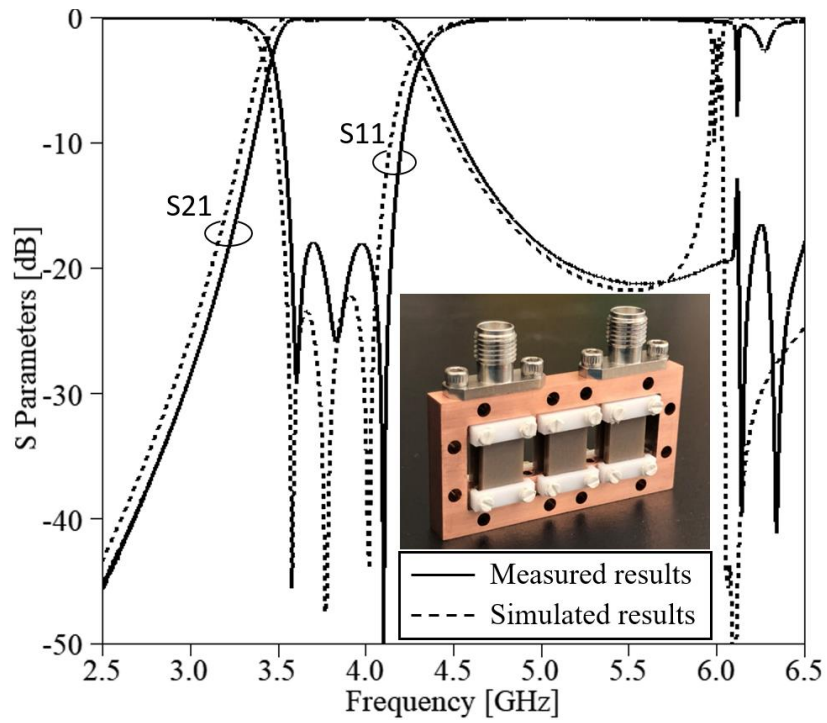 S Parameters [dB]
0
-10
-20
-30
-40
-50
S21
S11
Measured results
Simulated results
2.5 3.0 3.5 4.0 4.5 5.0 5.5 6.0 6.5
Frequency [GHz]